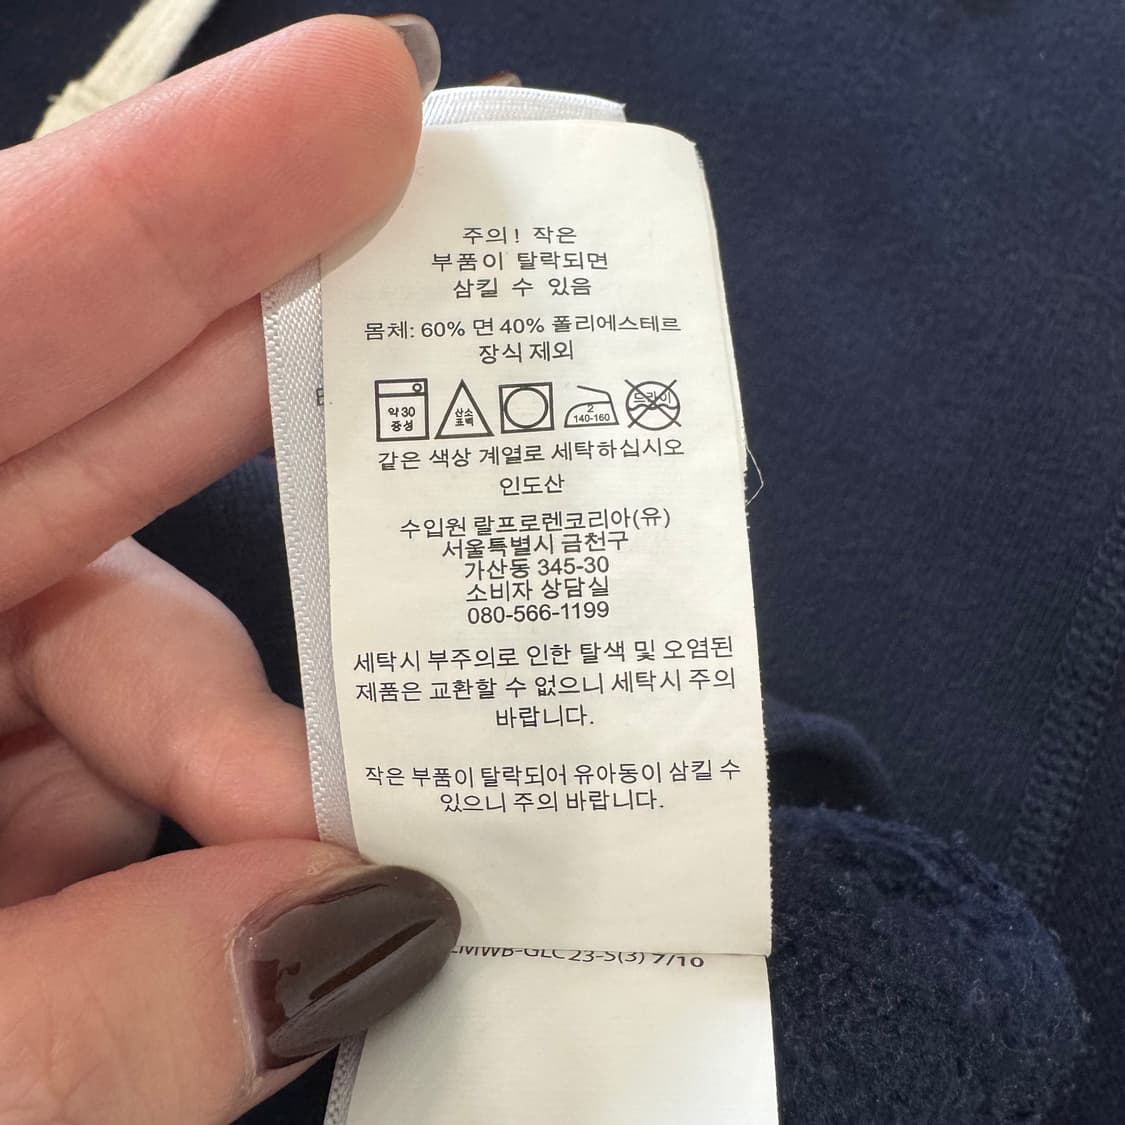 주의! 작은
부품이 탈락되면
삼킬 수 있음
몸체: 60% 면 40% 폴리에스테르
장식 제외
약30
중성
산소
표백
2
140-160
드라이
같은 색상 계열로 세탁하십시오
인도산
수입원 랄프로렌코리아(유)
서울특별시 금천구
가산동 345-30
소비자 상담실
080-566-1199
세탁시 부주의로 인한 탈색 및 오염된
제품은 교환할 수 없으니 세탁시 주의
바랍니다.
작은 부품이 탈락되어 유아동이 삼킬 수
있으니 주의 바랍니다.
7/10